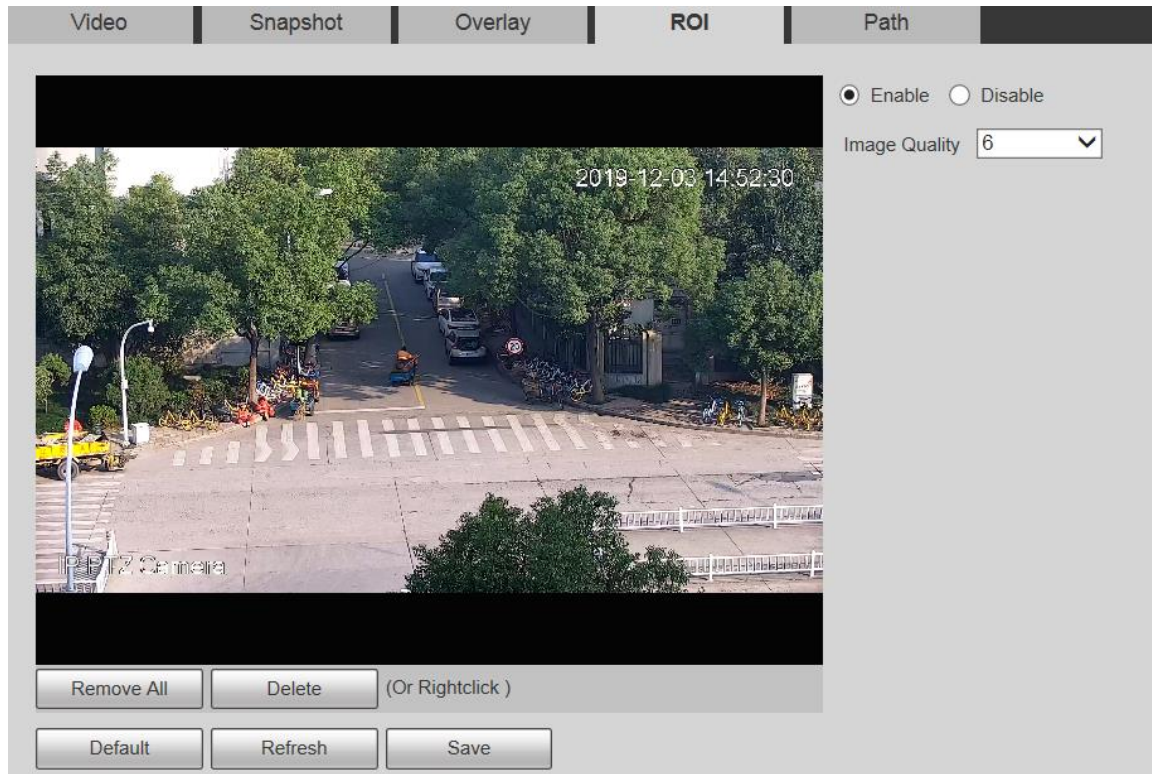 Video Snapshot Overlay ROI Path
Enable Disable
Image Quality 6
2019-12-03 14:52:30
20
IP PTZ Camera
Remove All Delete (Or Rightclick )
Default Refresh Save